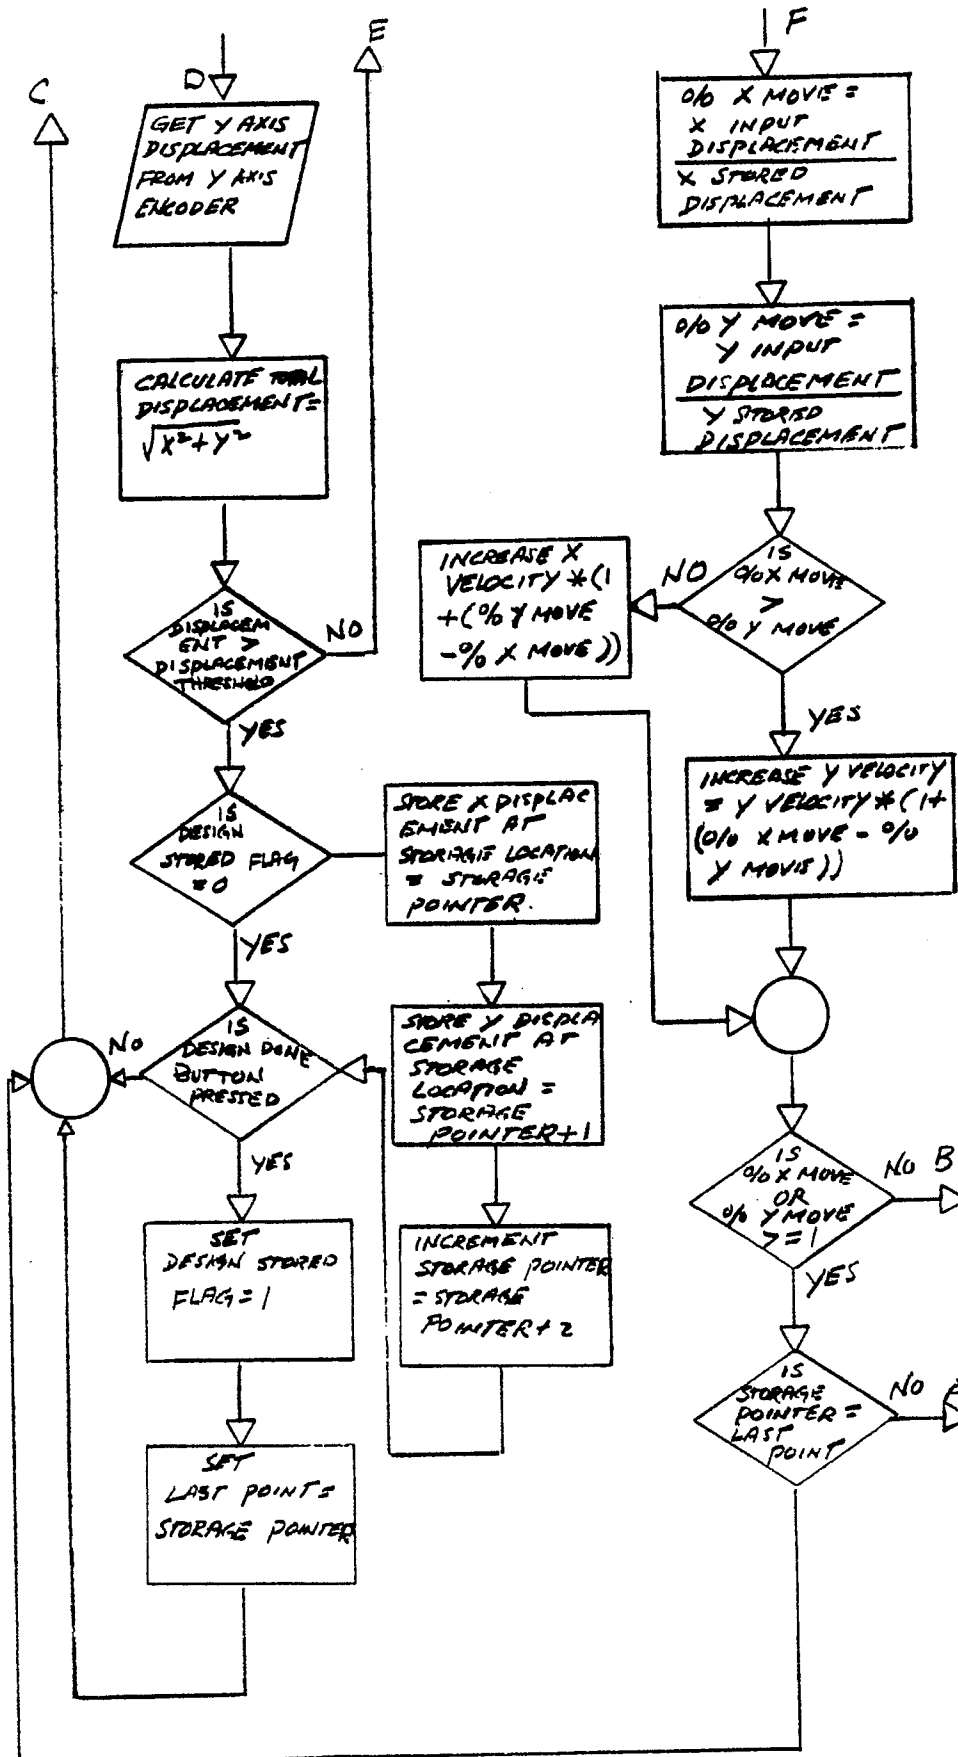 C
D
E
GET Y AXIS
DISPLACEMENT
FROM Y AXIS
ENCODER
CALCULATE TOTAL
DISPLACEMENT=
√X²+Y²
IS
DISPLACEM
ENT >
DISPLACEMENT
THRESHOLD
NO
YES
IS
DESIGN
STORED FLAG
=0
YES
STORE X DISPLAC
EMENT AT
STORAGE LOCATION
= STORAGE
POINTER.
STORE Y DISPLA
CEMENT AT
STORAGE
LOCATION =
STORAGE
POINTER+1
INCREMENT
STORAGE POINTER
= STORAGE
POINTER+2
IS
DESIGN DONE
BUTTON
PRESSED
NO
YES
SET
DESIGN STORED
FLAG=1
SET
LAST POINT=
STORAGE POINTER
F
% X MOVE =
X INPUT
DISPLACEMENT
X STORED
DISPLACEMENT
% Y MOVE =
Y INPUT
DISPLACEMENT
Y STORED
DISPLACEMENT
IS
% X MOVE
>
% Y MOVE
NO
INCREASE X
VELOCITY *(1
+(% Y MOVE
-% X MOVE))
YES
INCREASE Y VELOCITY
= Y VELOCITY *(1+
(% X MOVE - %
Y MOVE))
IS
% X MOVE
OR
% Y MOVE
>=1
NO B
YES
IS
STORAGE
POINTER=
LAST
POINT
NO